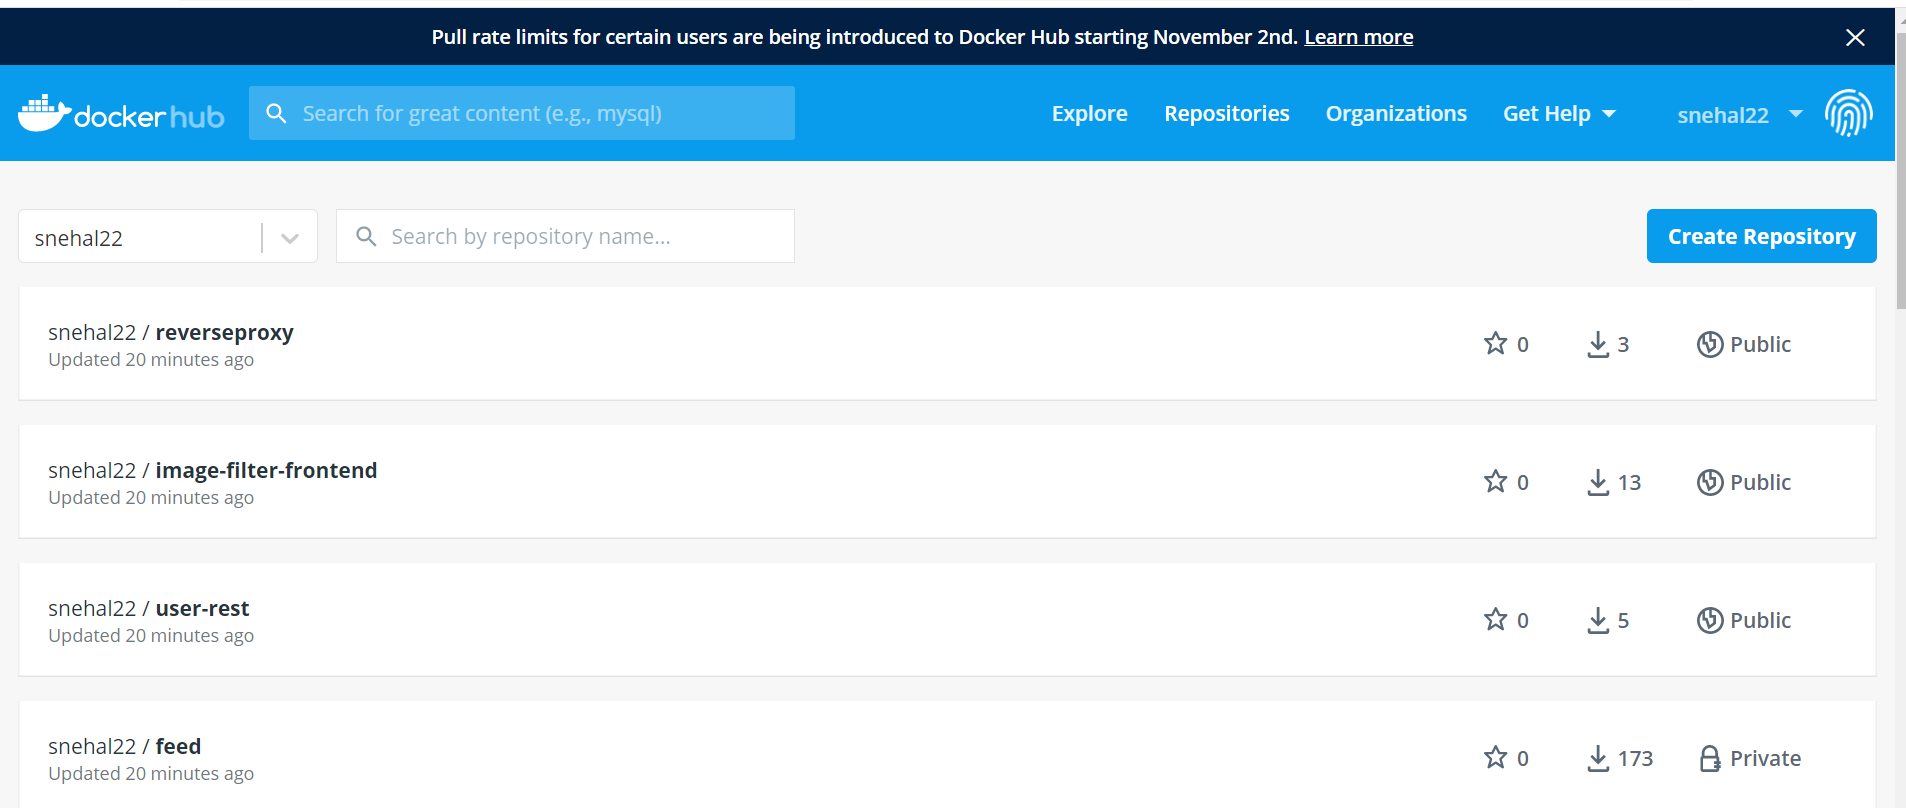 Pull rate limits for certain users are being introduced to Docker Hub starting November 2nd. Learn more
dockerhub
Search for great content (e.g., mysql)
Explore
Repositories
Organizations
Get Help
snehal22
snehal22
Search by repository name...
Create Repository
snehal22 / reverseproxy
Updated 20 minutes ago
0
3
Public
snehal22 / image-filter-frontend
Updated 20 minutes ago
0
13
Public
snehal22 / user-rest
Updated 20 minutes ago
0
5
Public
snehal22 / feed
Updated 20 minutes ago
0
173
Private